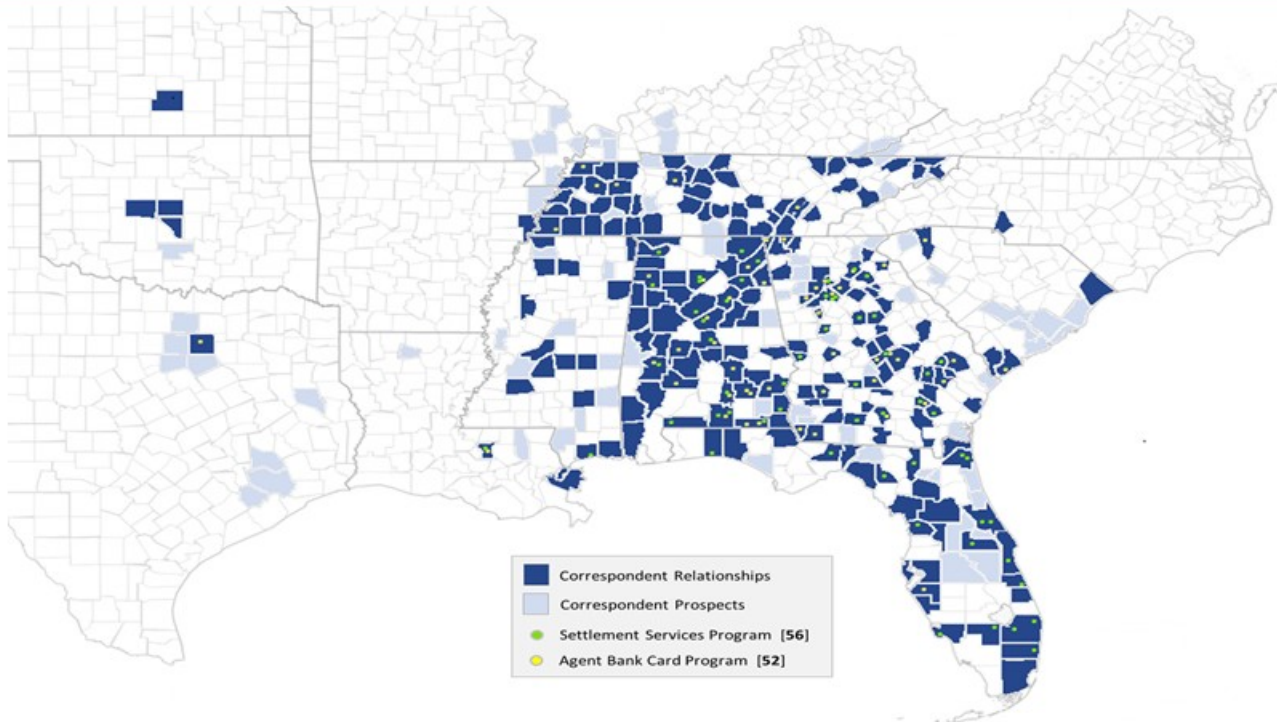 Correspondent Relationships
Correspondent Prospects
Settlement Services Program [56]
Agent Bank Card Program [52]